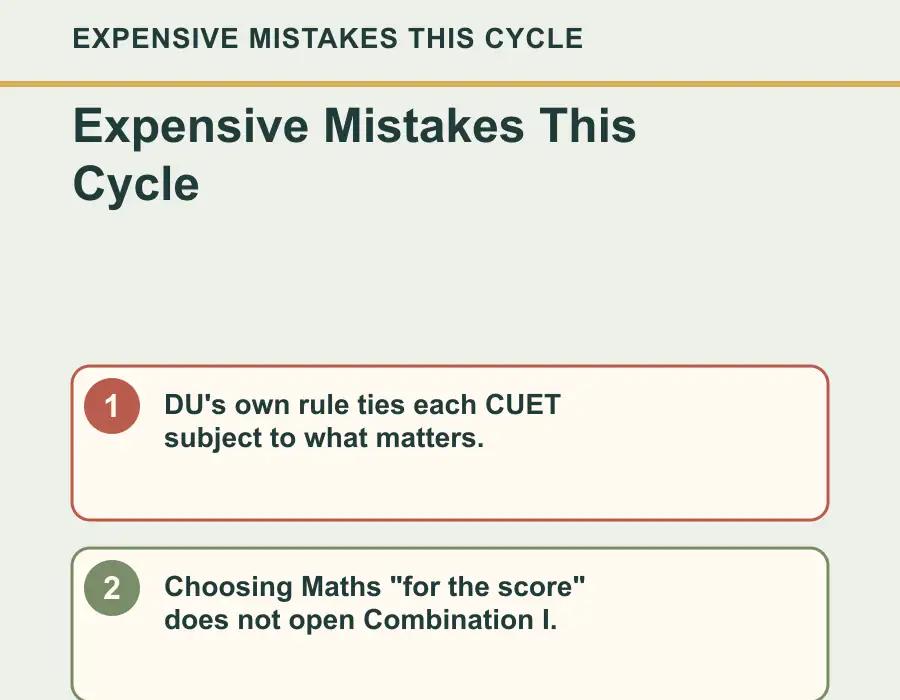 EXPENSIVE MISTAKES THIS CYCLE
Expensive Mistakes This
Cycle
1
DU's own rule ties each CUET
subject to what matters.
2
Choosing Maths "for the score"
does not open Combination I.